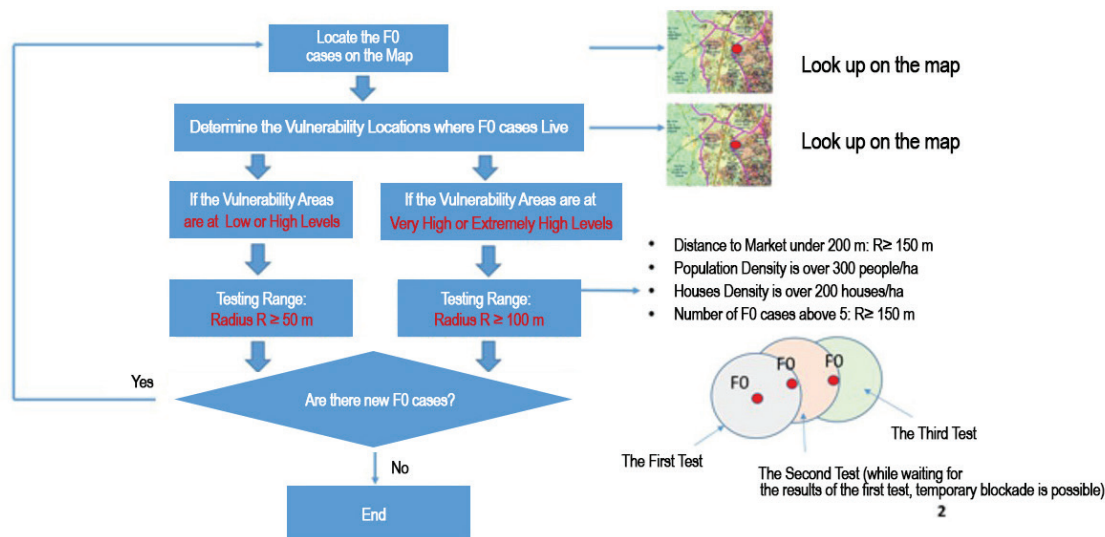 Locate the F0
cases on the Map
Look up on the map
Determine the Vulnerability Locations where F0 cases Live
Look up on the map
If the Vulnerability Areas
are at Low or High Levels
If the Vulnerability Areas are at
Very High or Extremely High Levels
Testing Range:
Radius R ≥ 50 m
Testing Range:
Radius R ≥ 100 m
• Distance to Market under 200 m: R≥ 150 m
• Population Density is over 300 people/ha
• Houses Density is over 200 houses/ha
• Number of F0 cases above 5: R≥ 150 m
Yes
Are there new F0 cases?
No
End
F0
F0
F0
The First Test
The Third Test
The Second Test (while waiting for
the results of the first test, temporary blockade is possible)
2